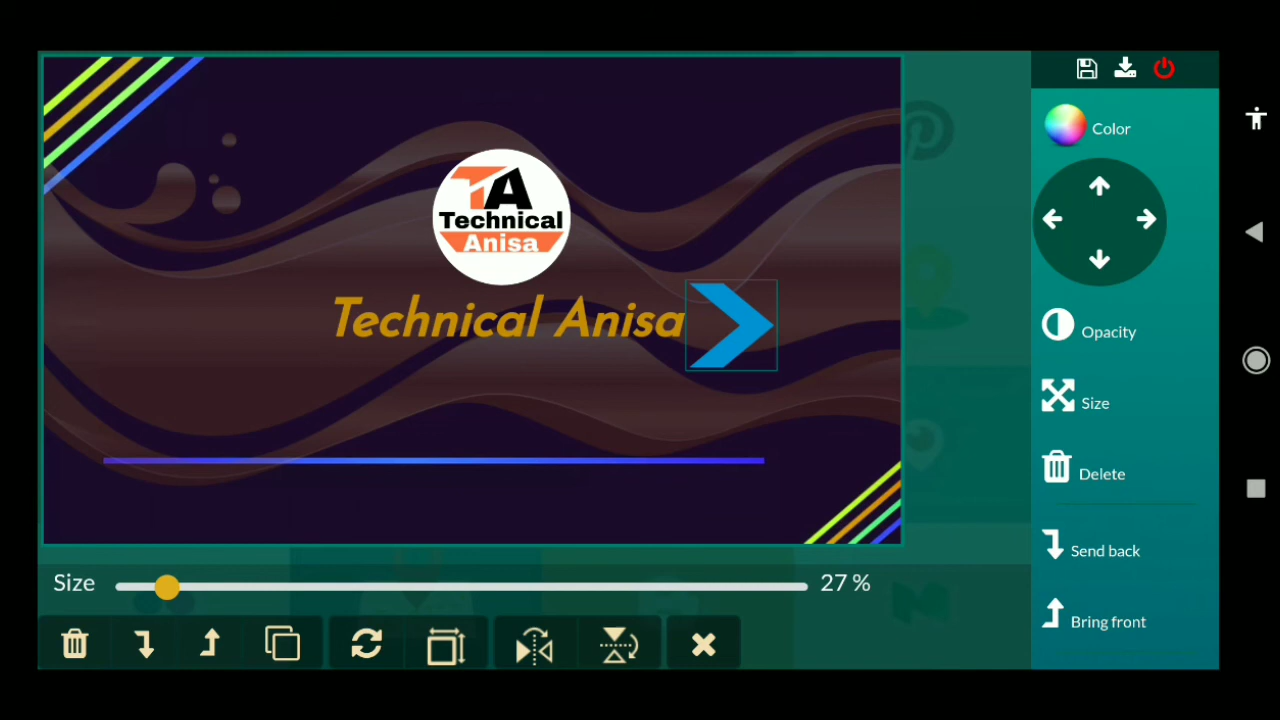 Color
TA
Technical
Anisa
Technical Anisa
Opacity
Size
Delete
Send back
Size
27 %
Bring front